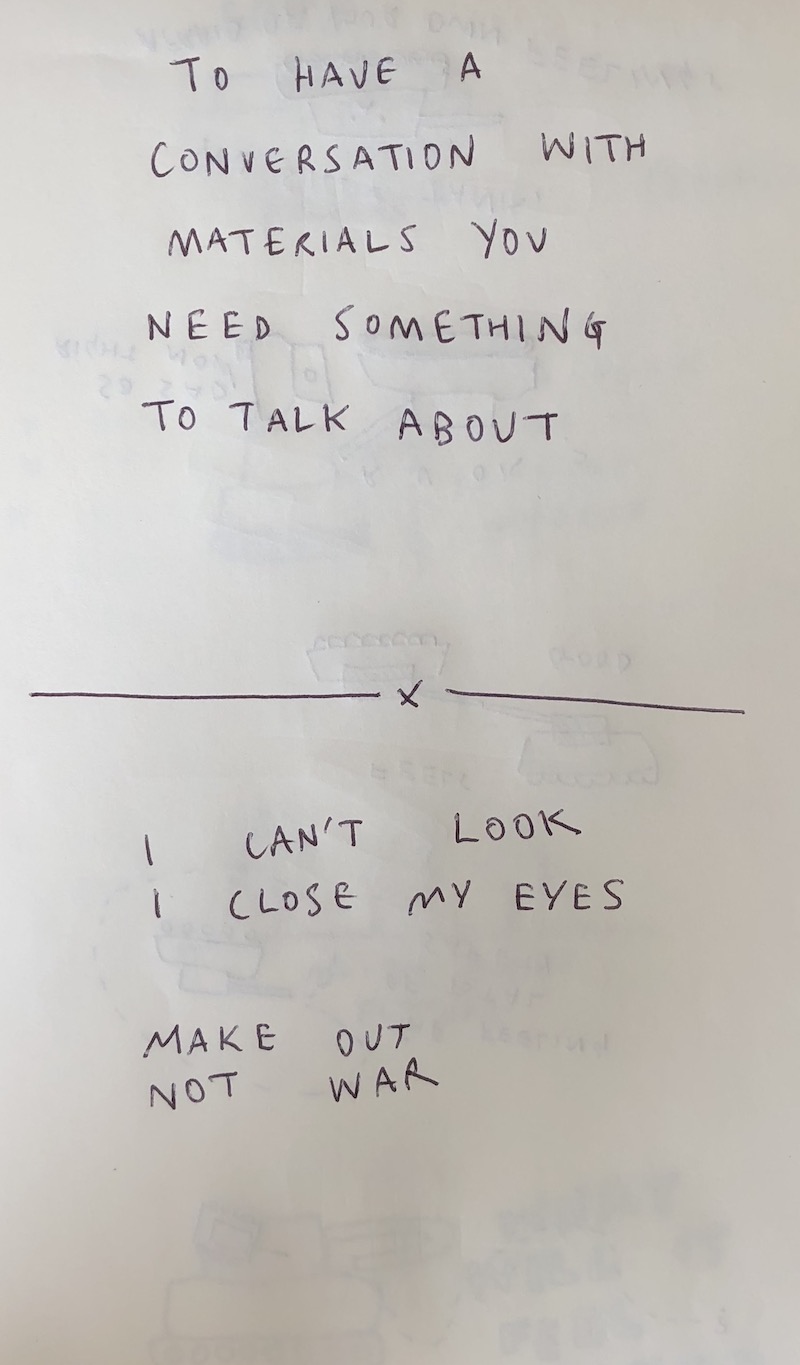 TO HAVE A
CONVERSATION WITH
MATERIALS YOU
NEED SOMETHING
TO TALK ABOUT
X
I CAN'T LOOK
I CLOSE MY EYES
MAKE OUT
NOT WAR